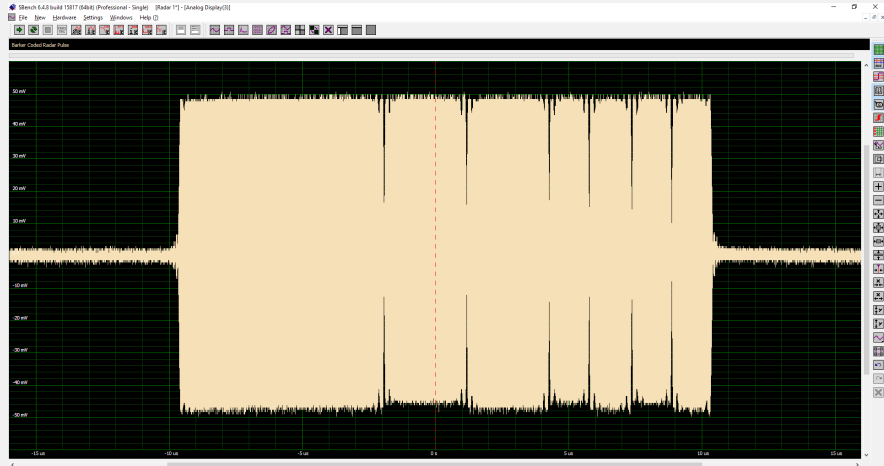 SBench 6.4.8 build 15817 (64bit) (Professional - Single) [Radar 1*] - [Analog Display(3)]
File New Hardware Settings Windows Help (?)
Barker Coded Radar Pulse
50 mV
40 mV
30 mV
20 mV
10 mV
-10 mV
-20 mV
-30 mV
-40 mV
-50 mV
-15 us -10 us -5 us 0 s 5 us 10 us 15 us